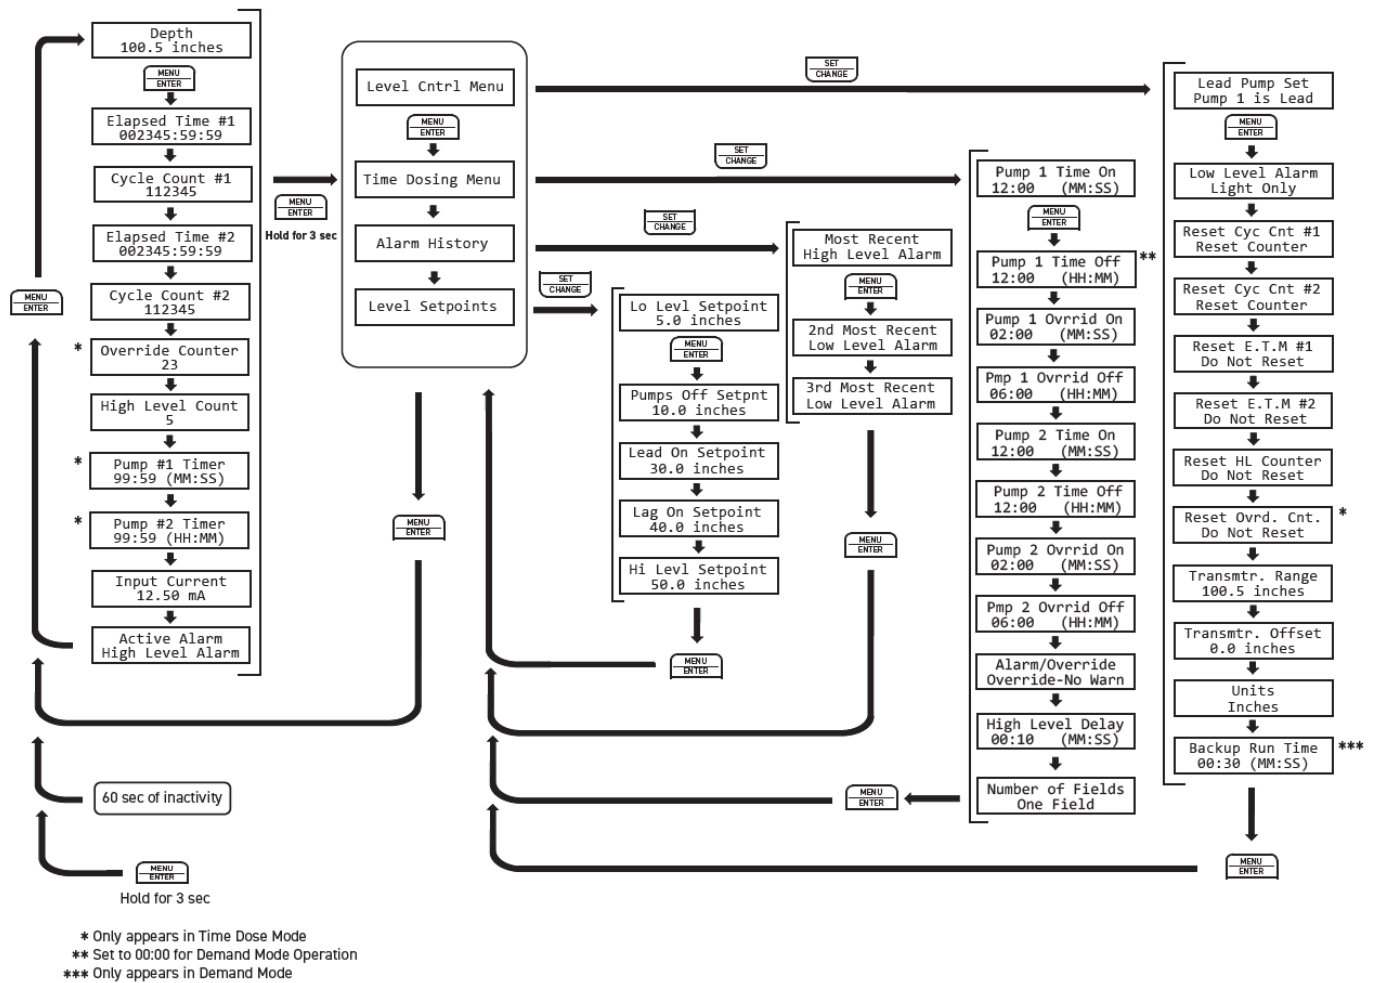 Depth
100.5 inches
MENU
ENTER
Elapsed Time #1
002345:59:59
Cycle Count #1
112345
Elapsed Time #2
002345:59:59
Cycle Count #2
112345
* Override Counter
23
High Level Count
5
* Pump #1 Timer
99:59 (MM:SS)
* Pump #2 Timer
99:59 (HH:MM)
Input Current
12.50 mA
Active Alarm
High Level Alarm
MENU
ENTER
60 sec of inactivity
MENU
ENTER
Hold for 3 sec
MENU
ENTER
Hold for 3 sec
Level Cntrl Menu
MENU
ENTER
Time Dosing Menu
Alarm History
Level Setpoints
MENU
ENTER
SET
CHANGE
SET
CHANGE
SET
CHANGE
SET
CHANGE
Lo Levl Setpoint
5.0 inches
MENU
ENTER
Pumps Off Setpnt
10.0 inches
Lead On Setpoint
30.0 inches
Lag On Setpoint
40.0 inches
Hi Levl Setpoint
50.0 inches
MENU
ENTER
Most Recent
High Level Alarm
MENU
ENTER
2nd Most Recent
Low Level Alarm
3rd Most Recent
Low Level Alarm
MENU
ENTER
Pump 1 Time On
12:00 (MM:SS)
MENU
ENTER
Pump 1 Time Off **
12:00 (HH:MM)
Pump 1 Ovrrid On
02:00 (MM:SS)
Pmp 1 Ovrrid Off
06:00 (HH:MM)
Pump 2 Time On
12:00 (MM:SS)
Pump 2 Time Off
12:00 (HH:MM)
Pump 2 Ovrrid On
02:00 (MM:SS)
Pmp 2 Ovrrid Off
06:00 (HH:MM)
Alarm/Override
Override-No Warn
High Level Delay
00:10 (MM:SS)
Number of Fields
One Field
MENU
ENTER
Lead Pump Set
Pump 1 is Lead
MENU
ENTER
Low Level Alarm
Light Only
Reset Cyc Cnt #1
Reset Counter
Reset Cyc Cnt #2
Reset Counter
Reset E.T.M #1
Do Not Reset
Reset E.T.M #2
Do Not Reset
Reset HL Counter
Do Not Reset
Reset Ovrd. Cnt. *
Do Not Reset
Transmtr. Range
100.5 inches
Transmtr. Offset
0.0 inches
Units
Inches
Backup Run Time ***
00:30 (MM:SS)
MENU
ENTER
* Only appears in Time Dose Mode
** Set to 00:00 for Demand Mode Operation
*** Only appears in Demand Mode